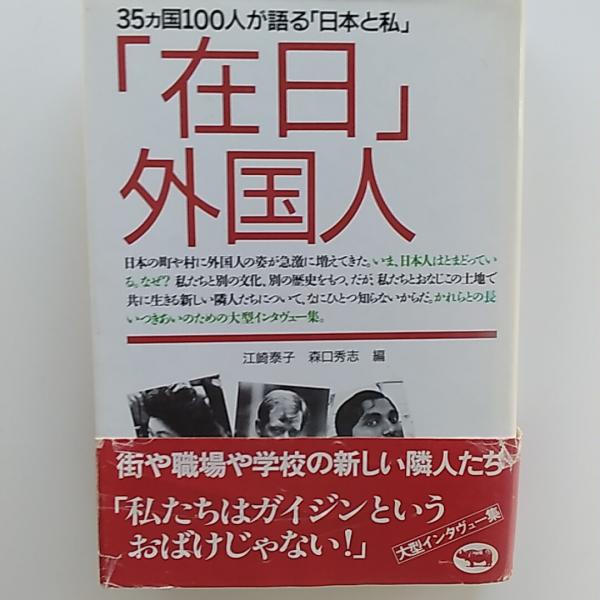 35ヵ国100人が語る「日本と私」
「在日」
外国人
日本の町や村に外国人の姿が急激に増えてきた。いま、日本人はとまどってい
る。なぜ？ 私たちと別の文化、別の歴史をもつ、だが、私たちとおなじこの土地で
共に生きる新しい隣人たちについて、なにひとつ知らないからだ。かれらとの長
いつきあいのための大型インタヴュー集。
江崎泰子 森口秀志 編
街や職場や学校の新しい隣人たち
「私たちはガイジンという
おばけじゃない！」
大型インタヴュー集